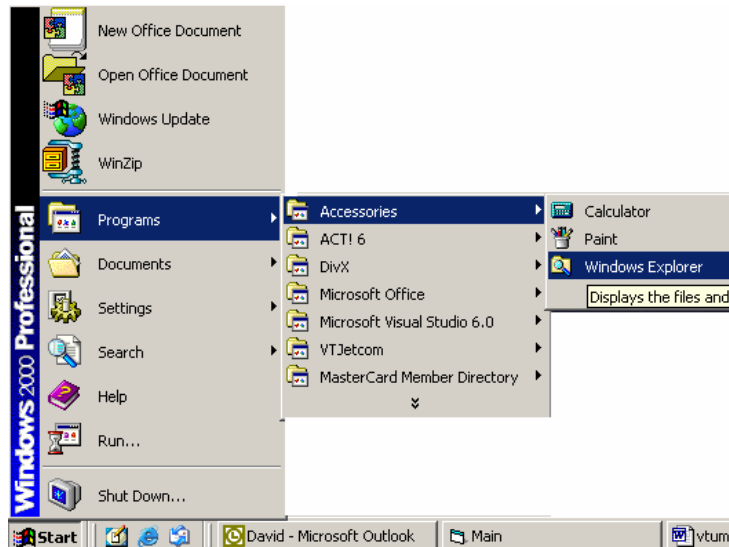 New Office Document
Open Office Document
Windows Update
WinZip
Programs
Documents
Settings
Search
Help
Run...
Shut Down...
Windows 2000 Professional
Accessories
ACT! 6
DivX
Microsoft Office
Microsoft Visual Studio 6.0
VTJetcom
MasterCard Member Directory
Calculator
Paint
Windows Explorer
Displays the files and
Start
David - Microsoft Outlook
Main
vtum